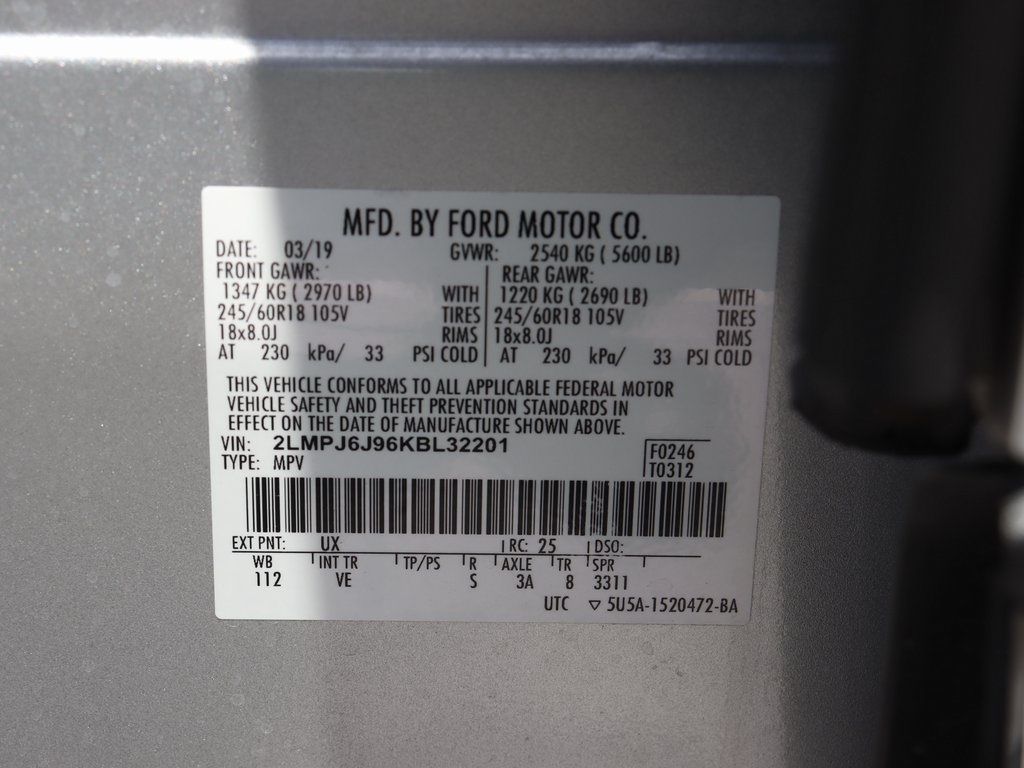 MFD. BY FORD MOTOR CO.
DATE: 03/19 GVWR: 2540 KG ( 5600 LB)
FRONT GAWR: REAR GAWR:
1347 KG ( 2970 LB) WITH 1220 KG ( 2690 LB) WITH
245/60R18 105V TIRES 245/60R18 105V TIRES
18x8.0J RIMS 18x8.0J RIMS
AT 230 kPa/ 33 PSI COLD AT 230 kPa/ 33 PSI COLD
THIS VEHICLE CONFORMS TO ALL APPLICABLE FEDERAL MOTOR
VEHICLE SAFETY AND THEFT PREVENTION STANDARDS IN
EFFECT ON THE DATE OF MANUFACTURE SHOWN ABOVE.
VIN: 2LMPJ6J96KBL32201 F0246
TYPE: MPV T0312
EXT PNT: UX RC: 25 DSO:
WB INT TR TP/PS R AXLE TR SPR
112 VE S 3A 8 3311
UTC ▽ 5U5A-1520472-BA